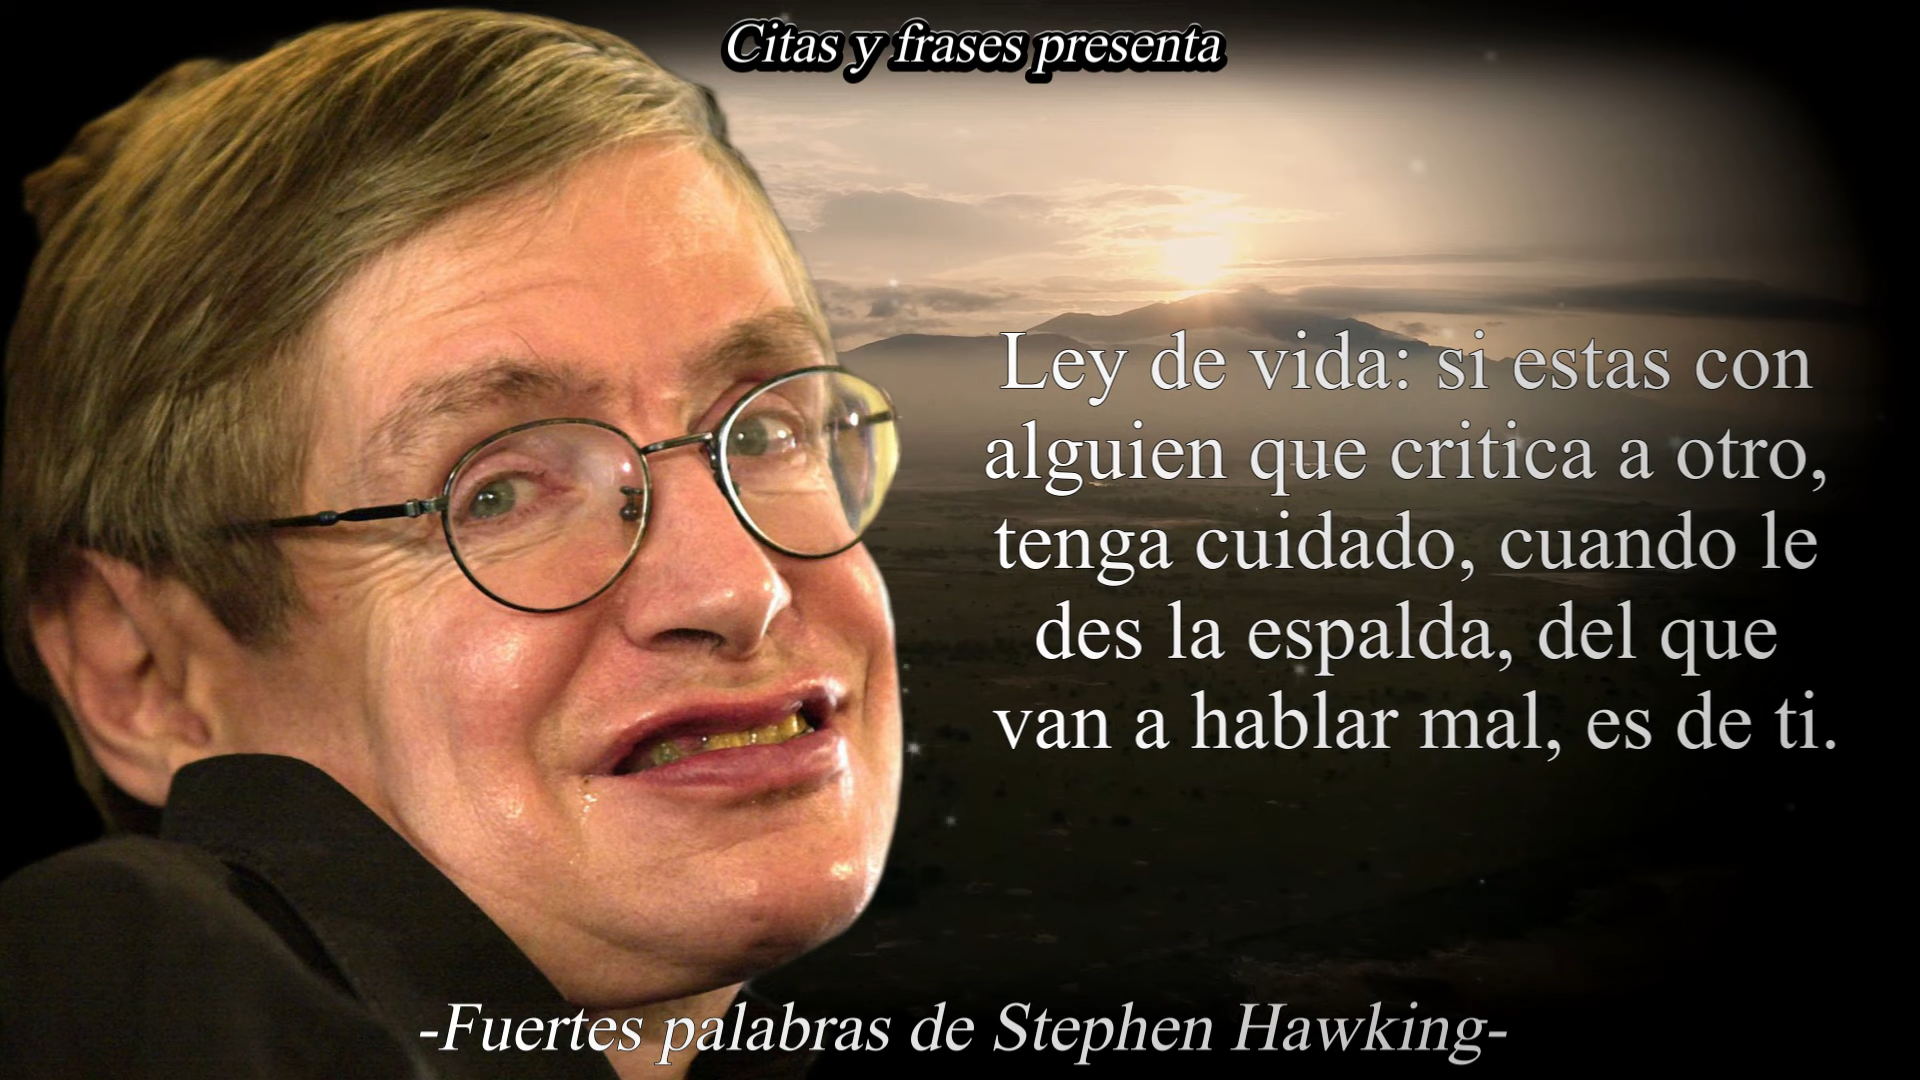 Citas y frases presenta
Ley de vida: si estas con
alguien que critica a otro,
tenga cuidado, cuando le
des la espalda, del que
van a hablar mal, es de ti.
-Fuertes palabras de Stephen Hawking-